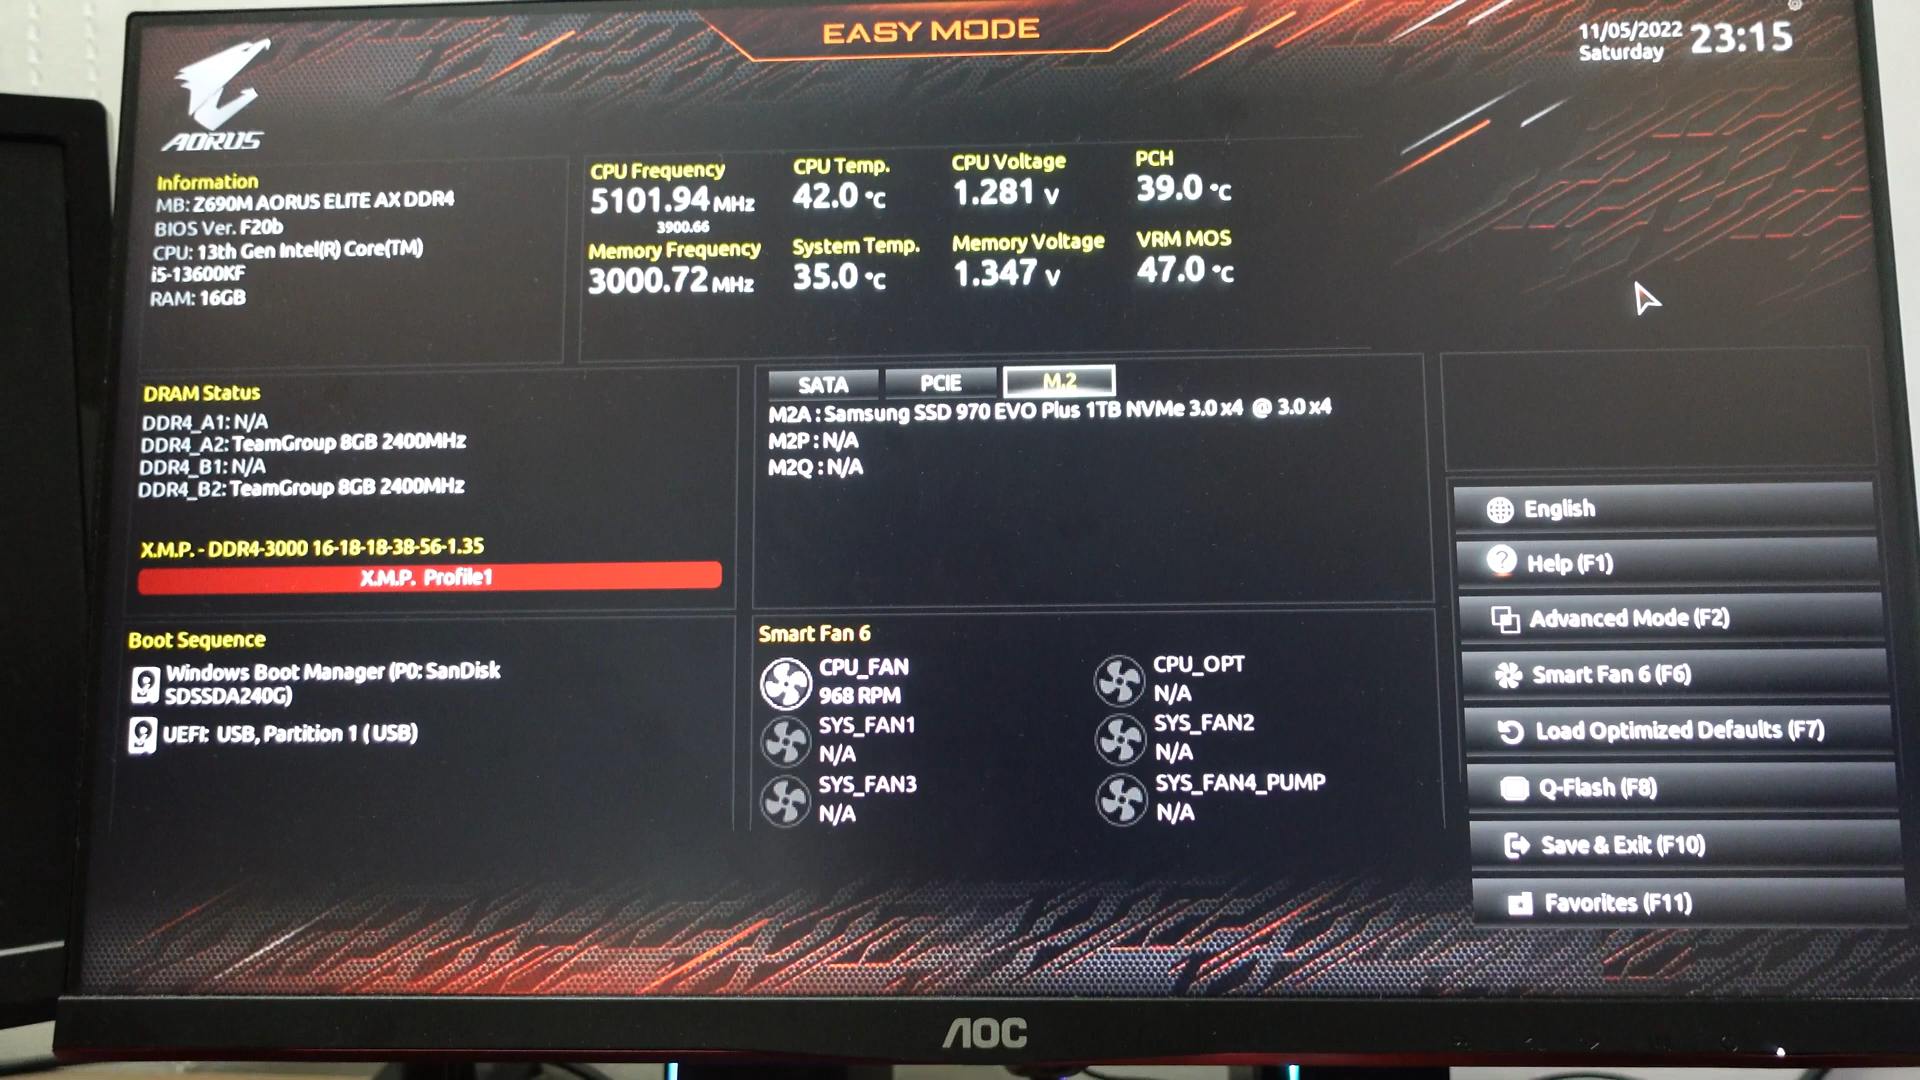 EASY MODE
11/05/2022
Saturday
23:15
AORUS
Information
MB: Z690M AORUS ELITE AX DDR4
BIOS Ver. F20b
CPU: 13th Gen Intel(R) Core(TM)
i5-13600KF
RAM: 16GB
CPU Frequency
5101.94 MHz
3900.66
CPU Temp.
42.0 °C
CPU Voltage
1.281 V
PCH
39.0 °C
Memory Frequency
3000.72 MHz
System Temp.
35.0 °C
Memory Voltage
1.347 V
VRM MOS
47.0 °C
DRAM Status
DDR4_A1: N/A
DDR4_A2: TeamGroup 8GB 2400MHz
DDR4_B1: N/A
DDR4_B2: TeamGroup 8GB 2400MHz
X.M.P. - DDR4-3000 16-18-18-38-56-1.35
X.M.P. Profile1
SATA
PCIE
M.2
M2A : Samsung SSD 970 EVO Plus 1TB NVMe 3.0 x4 @ 3.0 x4
M2P : N/A
M2Q : N/A
Boot Sequence
Windows Boot Manager (P0: SanDisk
SDSSDA240G)
UEFI: USB, Partition 1 ( USB)
Smart Fan 6
CPU_FAN
968 RPM
CPU_OPT
N/A
SYS_FAN1
N/A
SYS_FAN2
N/A
SYS_FAN3
N/A
SYS_FAN4_PUMP
N/A
English
Help (F1)
Advanced Mode (F2)
Smart Fan 6 (F6)
Load Optimized Defaults (F7)
Q-Flash (F8)
Save & Exit (F10)
Favorites (F11)
AOC